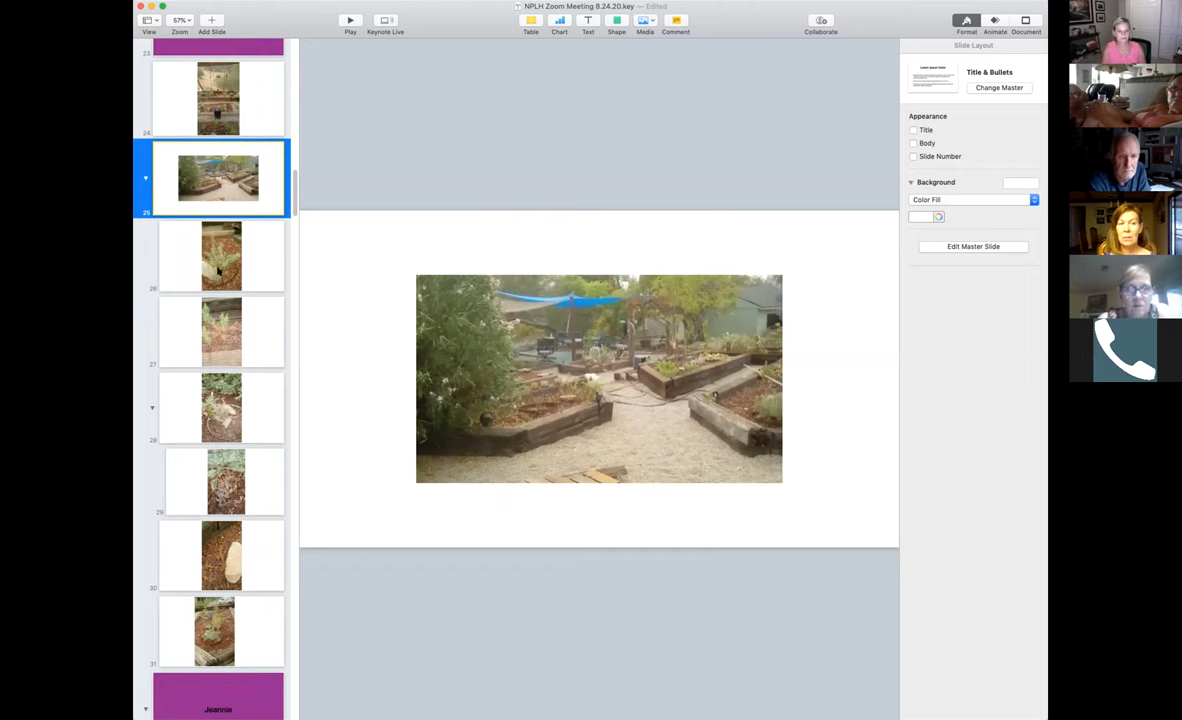 NPLH Zoom Meeting 8.24.20.key — Edited
57%
View Zoom Add Slide Play Keynote Live Table Chart Text Shape Media Comment Collaborate Format Animate Document
23
24
25
26
27
28
29
30
31
Jeannie
Slide Layout
Title & Bullets
Change Master
Appearance
Title
Body
Slide Number
Background
Color Fill
Edit Master Slide